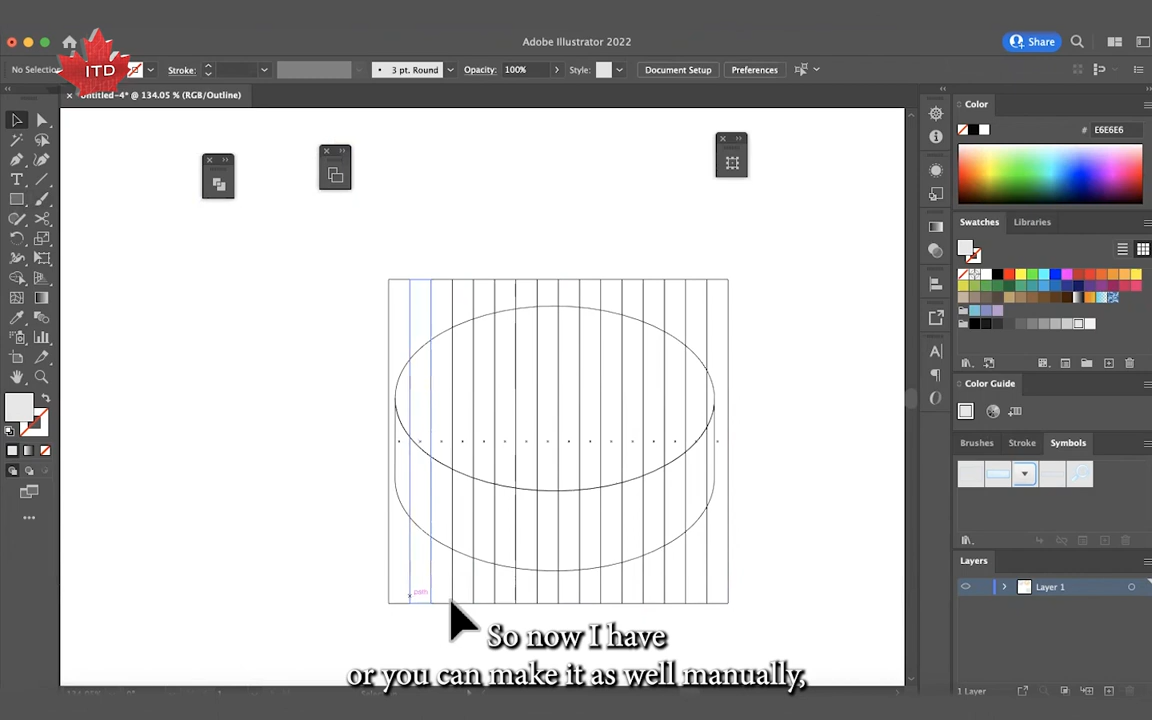 Adobe Illustrator 2022
Share
ITD
No Selection
Stroke:
3 pt. Round
Opacity: 100%
Style:
Document Setup
Preferences
Untitled-4* @ 134.05 % (RGB/Outline)
Color
# E6E6E6
Swatches
Libraries
Color Guide
Brushes
Stroke
Symbols
Layers
Layer 1
path
So now I have
or you can make it as well manually,
1 Layer